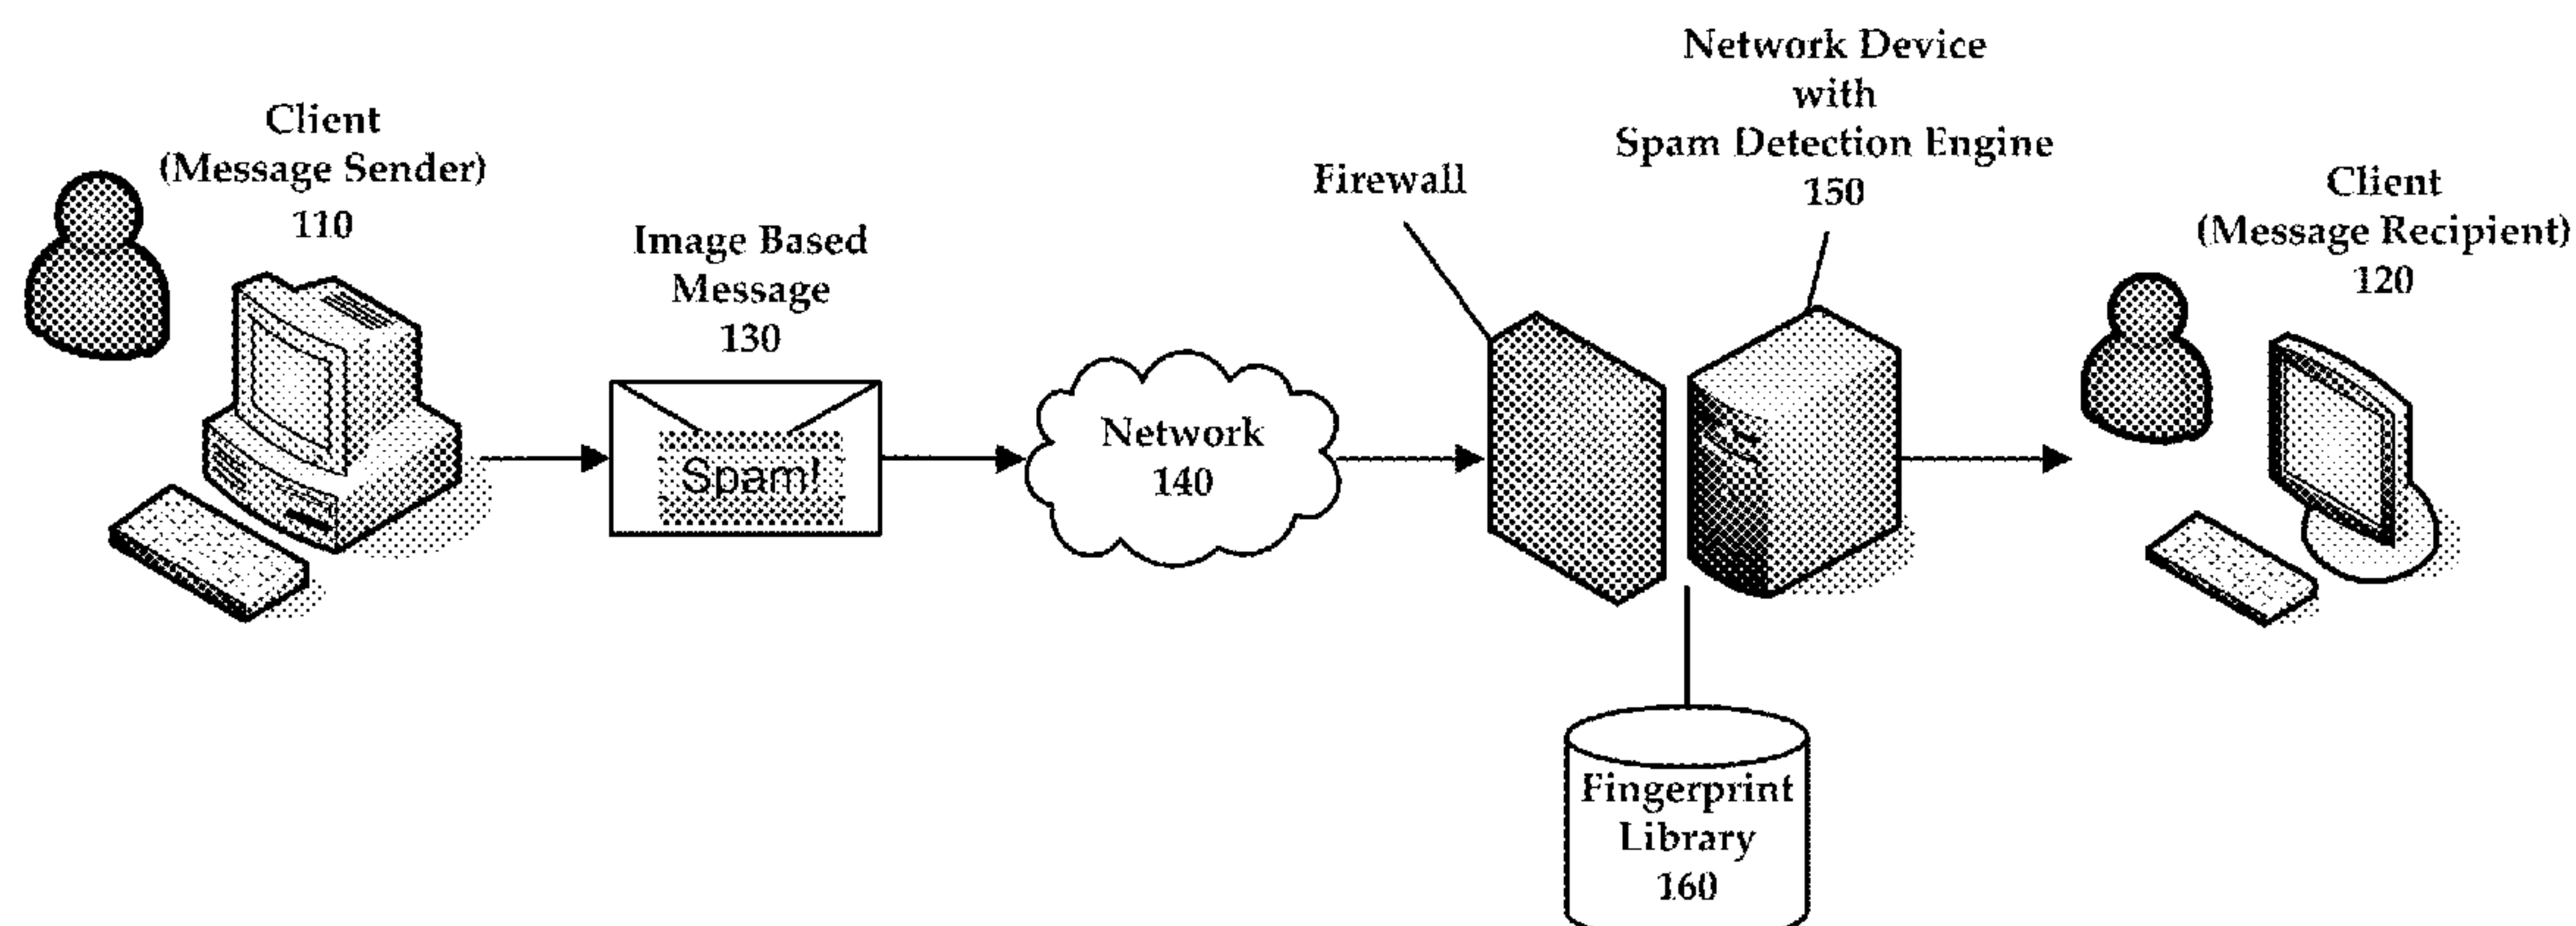 Client
(Message Sender)
110
Image Based
Message
130
Spam!
Network
140
Firewall
Network Device
with
Spam Detection Engine
150
Client
(Message Recipient)
120
Fingerprint
Library
160